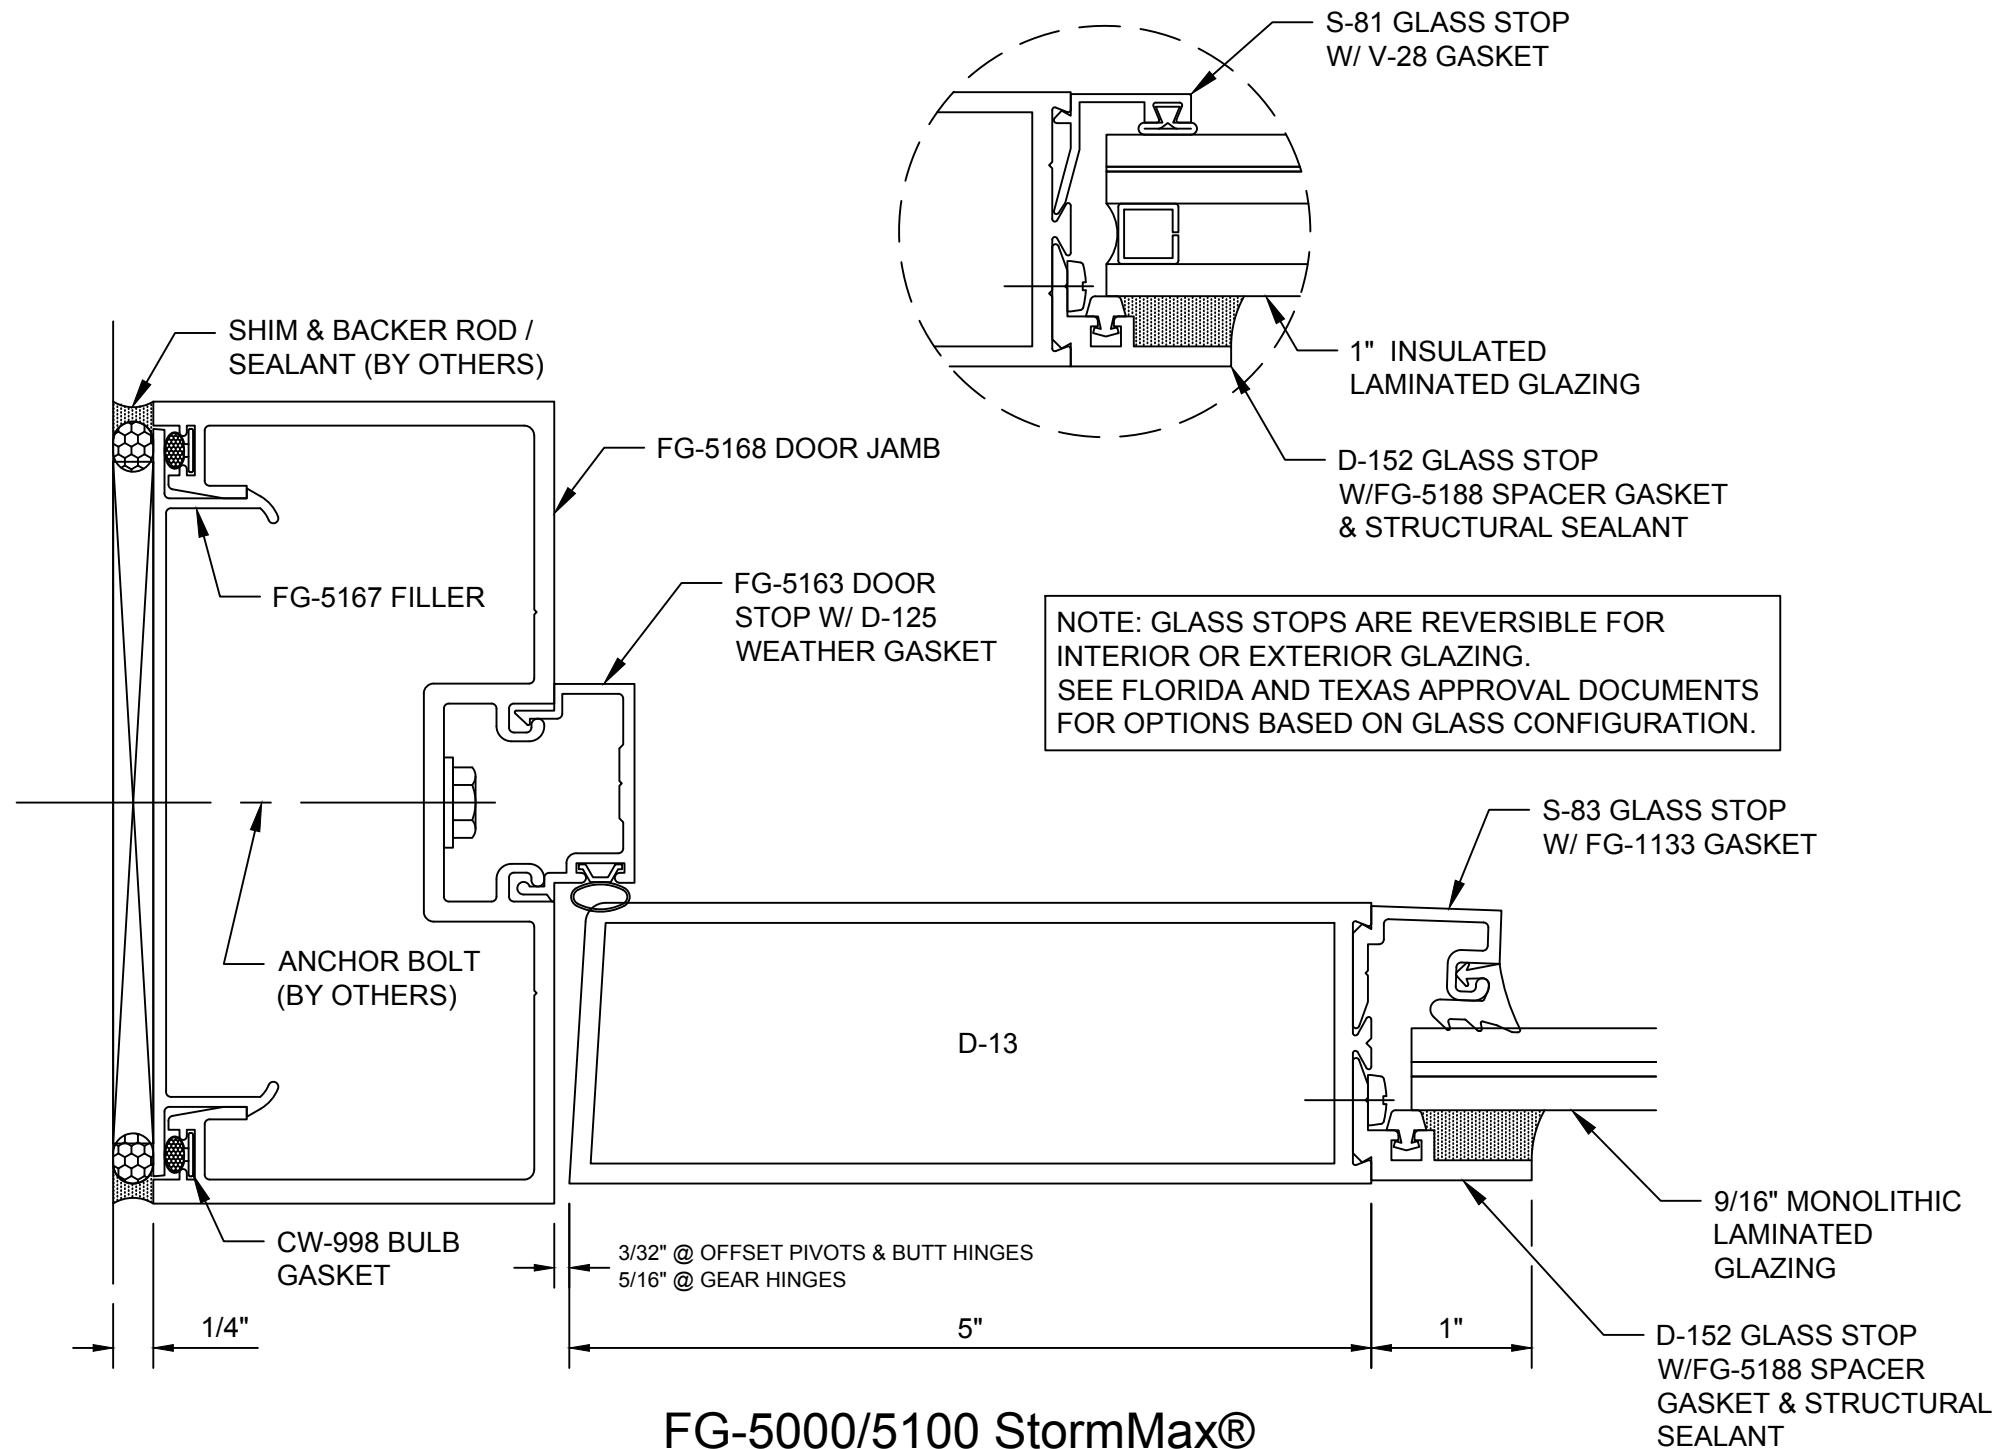 S-81 GLASS STOP
W/ V-28 GASKET
SHIM & BACKER ROD /
SEALANT (BY OTHERS)
1" INSULATED
LAMINATED GLAZING
FG-5168 DOOR JAMB
D-152 GLASS STOP
W/FG-5188 SPACER GASKET
& STRUCTURAL SEALANT
FG-5167 FILLER
FG-5163 DOOR
STOP W/ D-125
WEATHER GASKET
NOTE: GLASS STOPS ARE REVERSIBLE FOR
INTERIOR OR EXTERIOR GLAZING.
SEE FLORIDA AND TEXAS APPROVAL DOCUMENTS
FOR OPTIONS BASED ON GLASS CONFIGURATION.
S-83 GLASS STOP
W/ FG-1133 GASKET
ANCHOR BOLT
(BY OTHERS)
D-13
9/16" MONOLITHIC
LAMINATED
GLAZING
CW-998 BULB
GASKET
3/32" @ OFFSET PIVOTS & BUTT HINGES
5/16" @ GEAR HINGES
1/4"
5"
1"
D-152 GLASS STOP
W/FG-5188 SPACER
GASKET & STRUCTURAL
SEALANT
FG-5000/5100 StormMax®